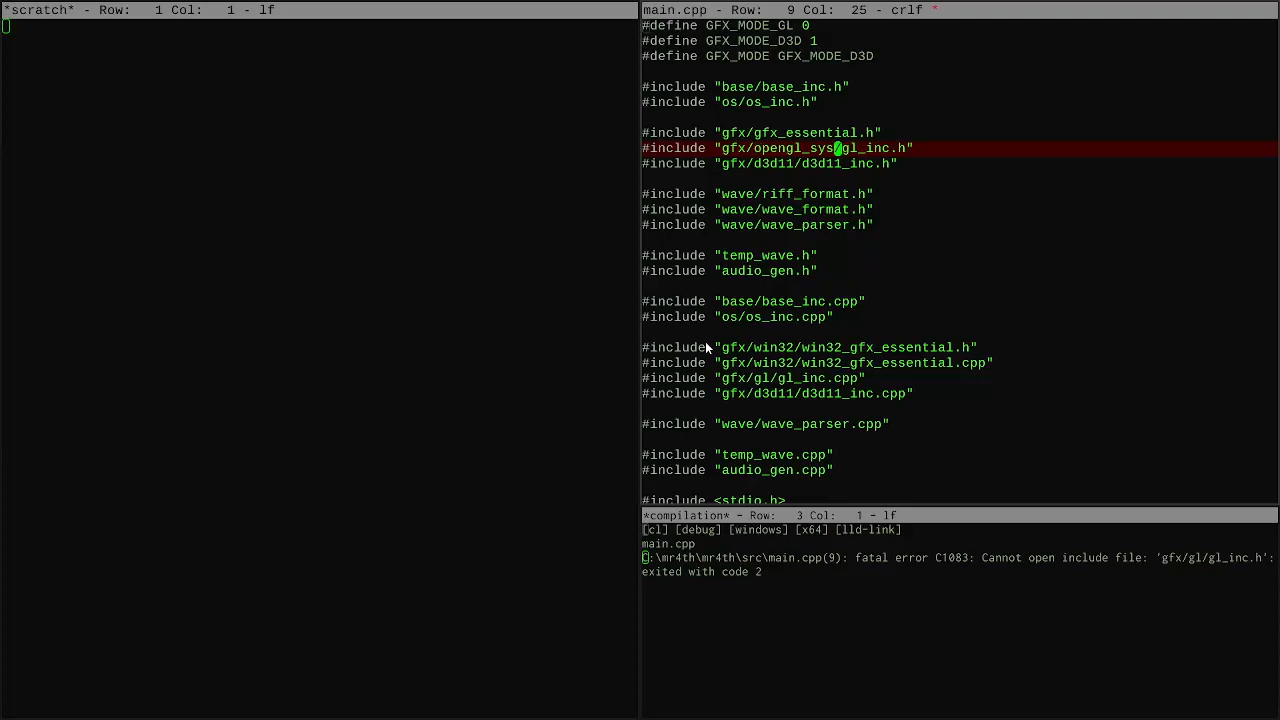 *scratch* - Row:   1 Col:   1 - lf
main.cpp - Row:   9 Col:  25 - crlf *
#define GFX_MODE_GL 0
#define GFX_MODE_D3D 1
#define GFX_MODE GFX_MODE_D3D
#include "base/base_inc.h"
#include "os/os_inc.h"
#include "gfx/gfx_essential.h"
#include "gfx/opengl_sys/gl_inc.h"
#include "gfx/d3d11/d3d11_inc.h"
#include "wave/riff_format.h"
#include "wave/wave_format.h"
#include "wave/wave_parser.h"
#include "temp_wave.h"
#include "audio_gen.h"
#include "base/base_inc.cpp"
#include "os/os_inc.cpp"
#include "gfx/win32/win32_gfx_essential.h"
#include "gfx/win32/win32_gfx_essential.cpp"
#include "gfx/gl/gl_inc.cpp"
#include "gfx/d3d11/d3d11_inc.cpp"
#include "wave/wave_parser.cpp"
#include "temp_wave.cpp"
#include "audio_gen.cpp"
#include <stdio.h>
*compilation* - Row:   3 Col:   1 - lf
[cl] [debug] [windows] [x64] [lld-link]
main.cpp
:\mr4th\mr4th\src\main.cpp(9): fatal error C1083: Cannot open include file: 'gfx/gl/gl_inc.h':
exited with code 2